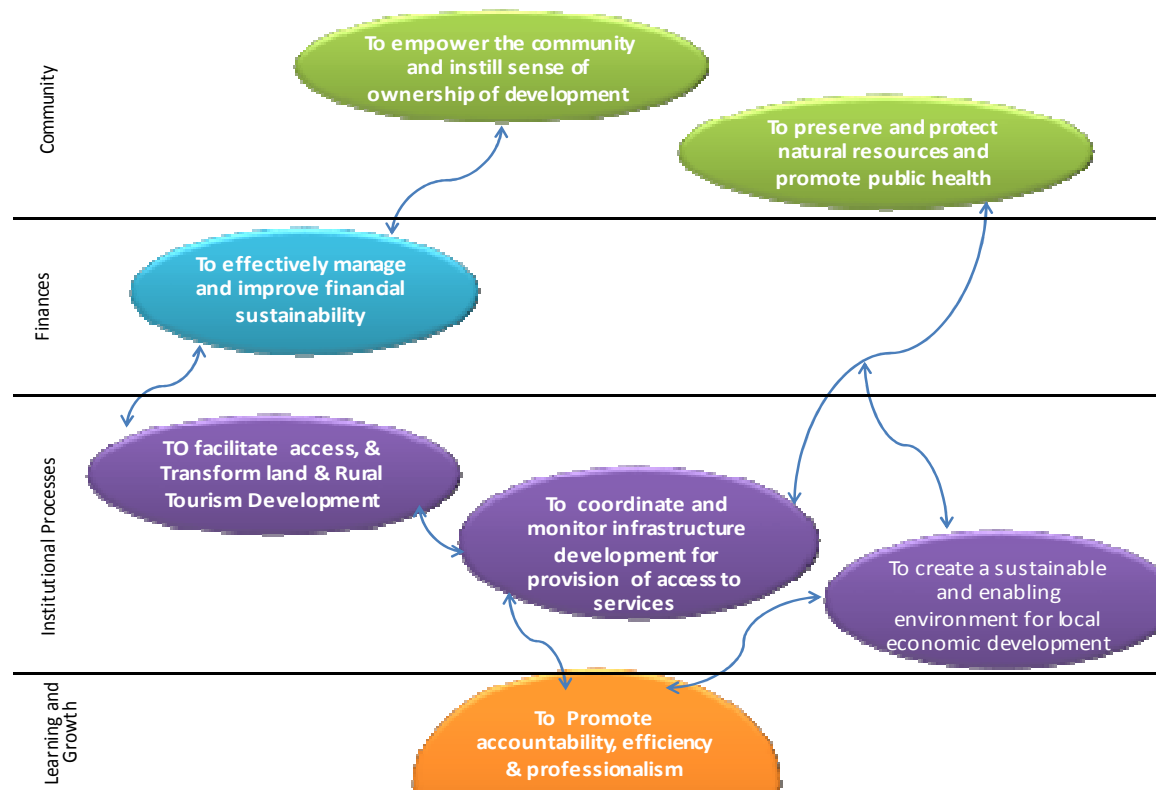 Community
To empower the community
and instill sense of
ownership of development
To preserve and protect
natural resources and
promote public health
Finances
To effectively manage
and improve financial
sustainability
Institutional Processes
TO facilitate access, &
Transform land & Rural
Tourism Development
To coordinate and
monitor infrastructure
development for
provision of access to
services
To create a sustainable
and enabling
environment for local
economic development
Learning and
Growth
To Promote
accountability, efficiency
& professionalism